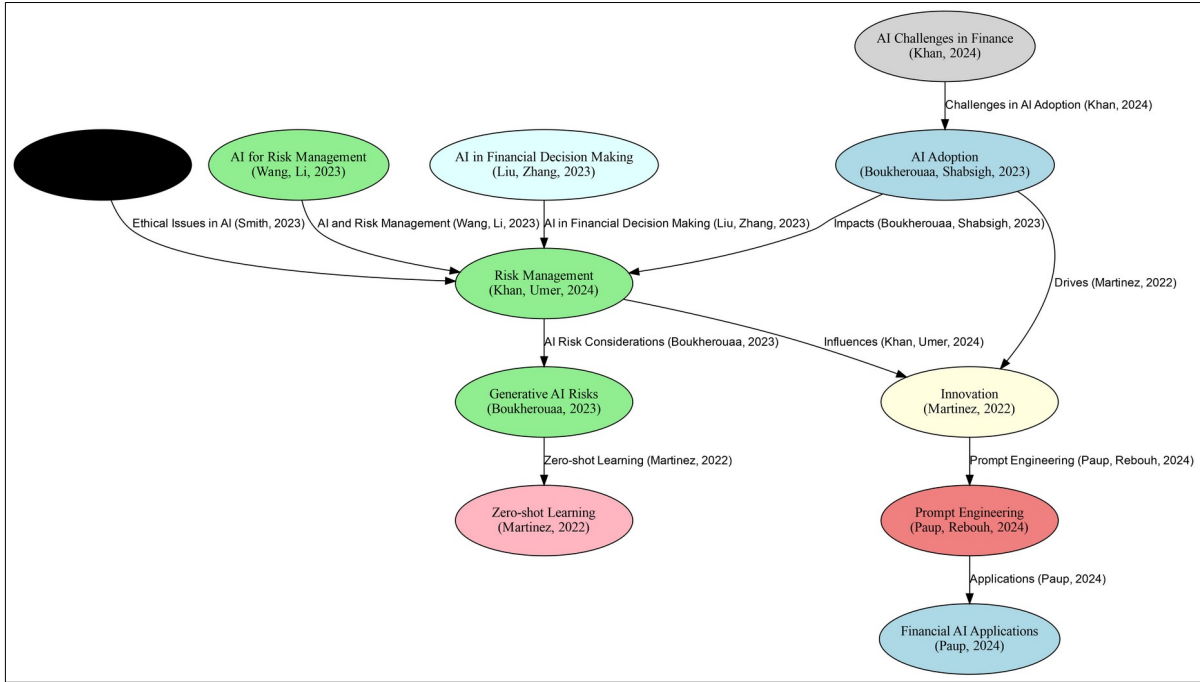 AI Challenges in Finance
(Khan, 2024)
Challenges in AI Adoption (Khan, 2024)
AI for Risk Management
(Wang, Li, 2023)
AI in Financial Decision Making
(Liu, Zhang, 2023)
AI Adoption
(Boukherouaa, Shabsigh, 2023)
Ethical Issues in AI (Smith, 2023)
AI and Risk Management (Wang, Li, 2023)
AI in Financial Decision Making (Liu, Zhang, 2023)
Impacts (Boukherouaa, Shabsigh, 2023)
Risk Management
(Khan, Umer, 2024)
Drives (Martinez, 2022)
AI Risk Considerations (Boukherouaa, 2023)
Influences (Khan, Umer, 2024)
Generative AI Risks
(Boukherouaa, 2023)
Innovation
(Martinez, 2022)
Zero-shot Learning (Martinez, 2022)
Prompt Engineering (Paup, Rebouh, 2024)
Zero-shot Learning
(Martinez, 2022)
Prompt Engineering
(Paup, Rebouh, 2024)
Applications (Paup, 2024)
Financial AI Applications
(Paup, 2024)